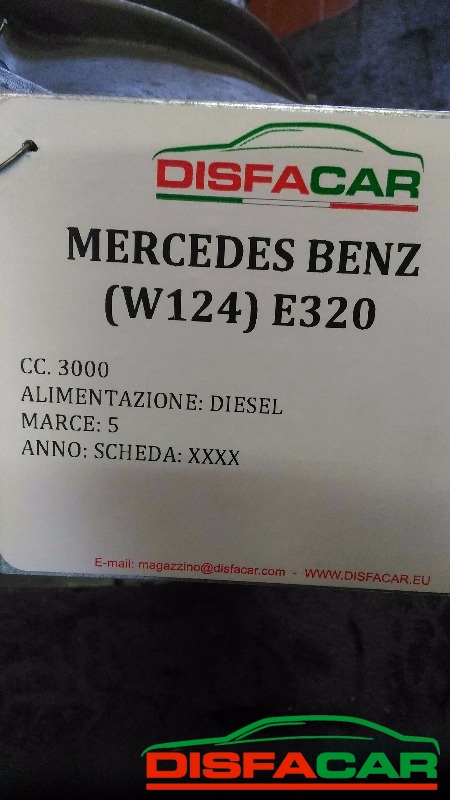 DISFACAR
MERCEDES BENZ
(W124) E320
CC. 3000
ALIMENTAZIONE: DIESEL
MARCE: 5
ANNO: SCHEDA: XXXX
E-mail: magazzino@disfacar.com - WWW.DISFACAR.EU
DISFACAR